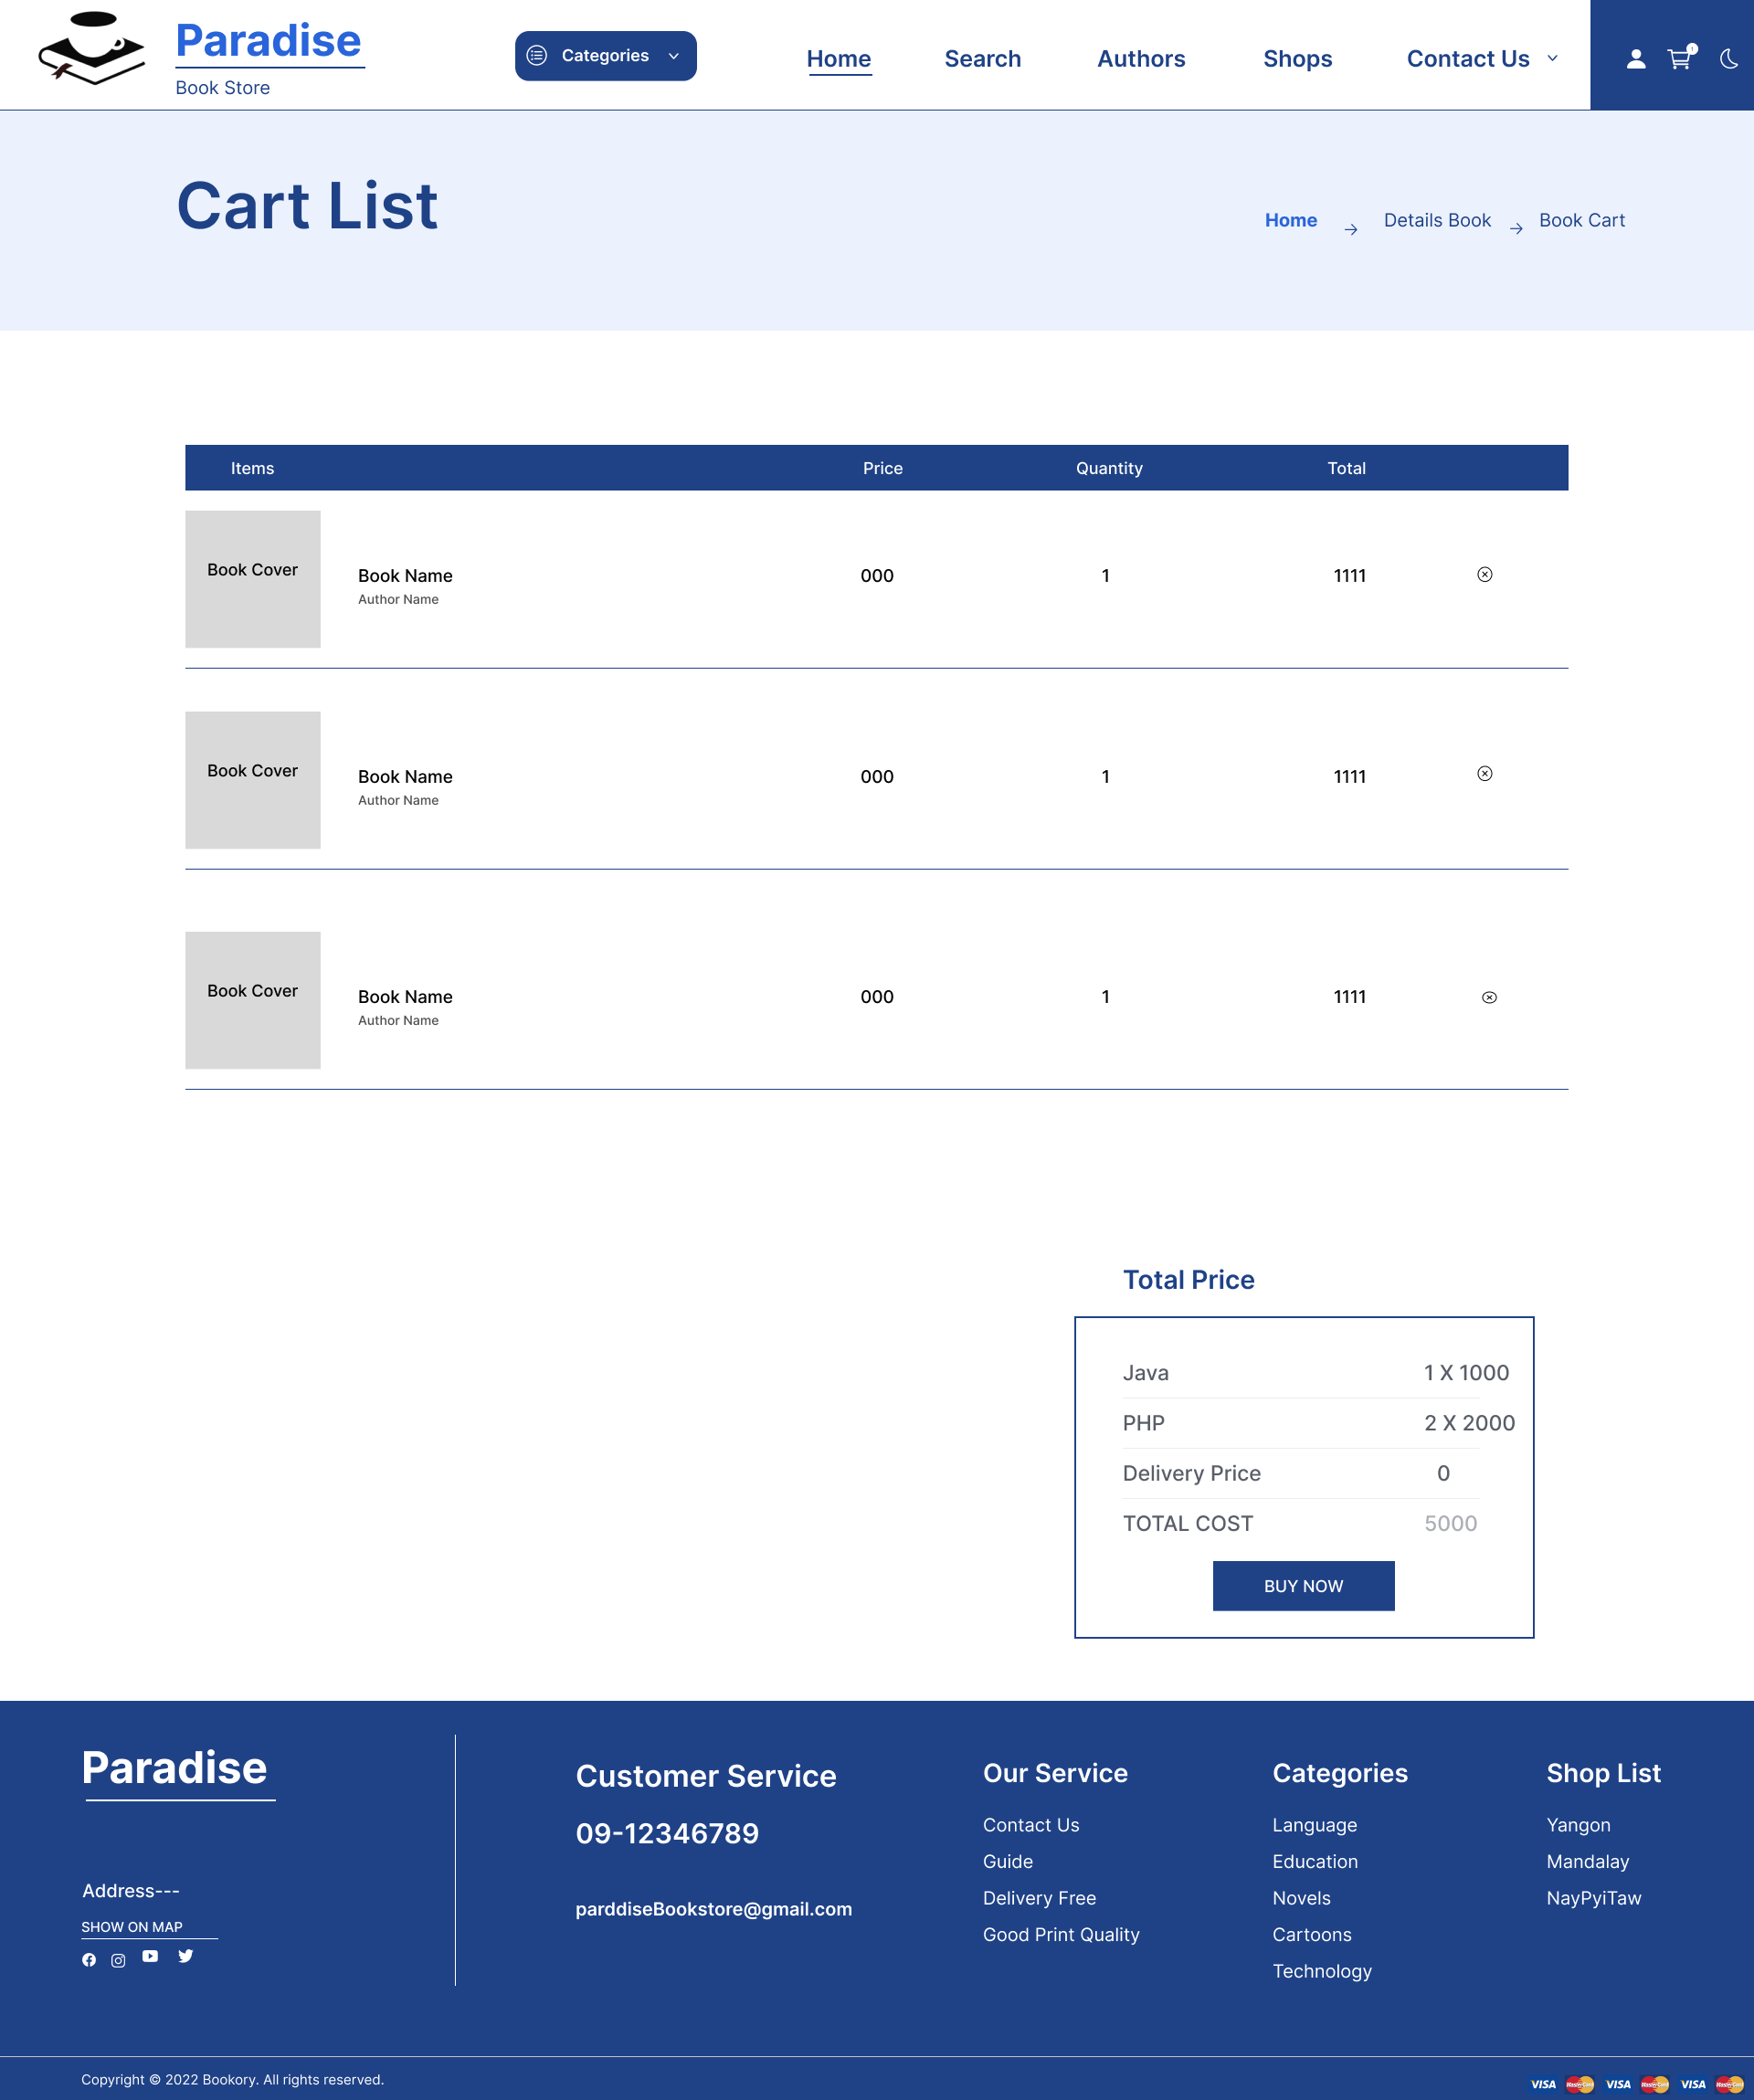 Paradise
Book Store
Categories
Home Search Authors Shops Contact Us
Cart List
Home Details Book Book Cart
Items Price Quantity Total
Book Cover
Book Name 000 1 1111
Author Name
Book Cover
Book Name 000 1 1111
Author Name
Book Cover
Book Name 000 1 1111
Author Name
Total Price
Java 1 X 1000
PHP 2 X 2000
Delivery Price 0
TOTAL COST 5000
BUY NOW
Paradise
Address---
SHOW ON MAP
Customer Service
09-12346789
parddiseBookstore@gmail.com
Our Service
Contact Us
Guide
Delivery Free
Good Print Quality
Categories
Language
Education
Novels
Cartoons
Technology
Shop List
Yangon
Mandalay
NayPyiTaw
Copyright © 2022 Bookory. All rights reserved.
VISA MasterCard VISA MasterCard VISA MasterCard